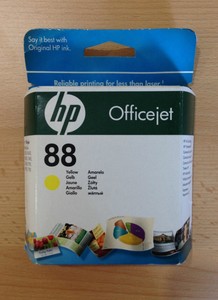 Say it best with
Original HP ink.
Reliable printing for less than laser.
hp
Officejet
88
Yellow Amarelo
Gelb Geel
Jaune Żółty
Amarillo Žlutá
Giallo